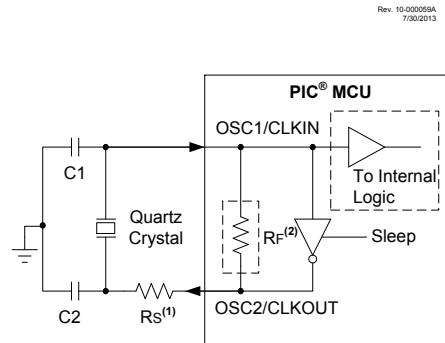 Rev. 10-000059A
7/30/2013
PIC® MCU
OSC1/CLKIN
C1
To Internal
Logic
Quartz
Crystal
RF(2)
Sleep
C2
RS(1)
OSC2/CLKOUT